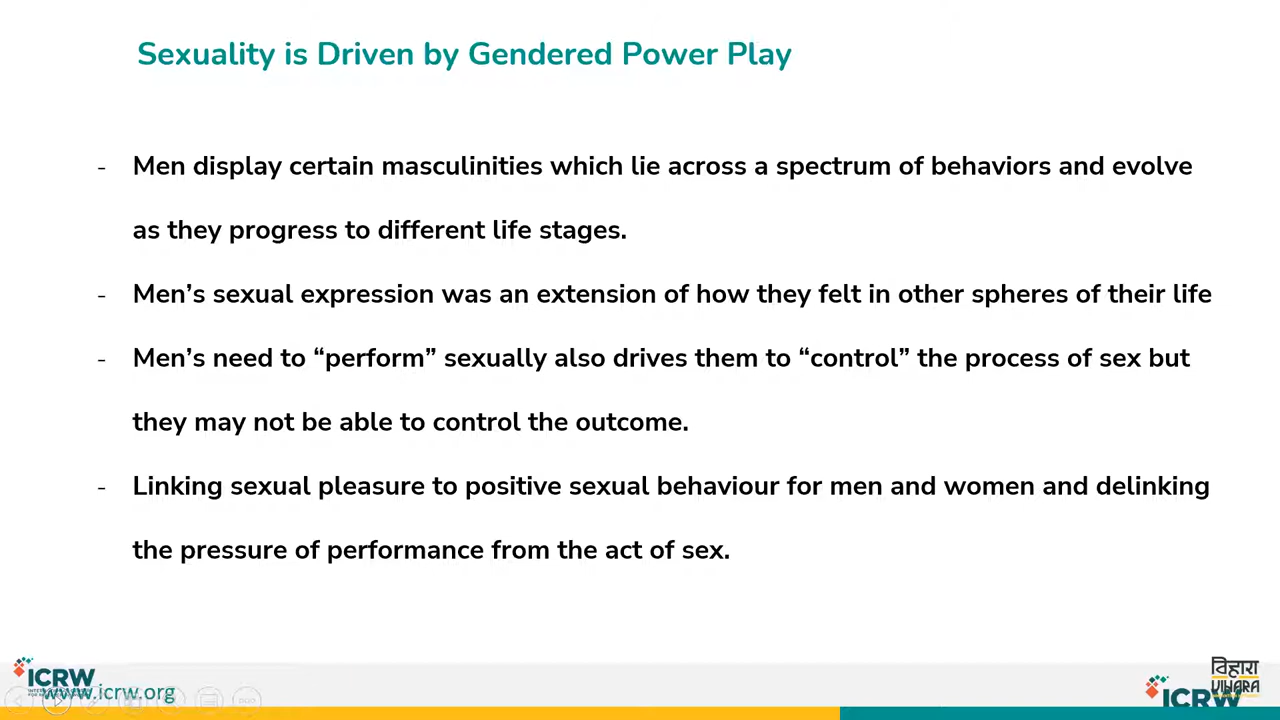 Sexuality is Driven by Gendered Power Play
- Men display certain masculinities which lie across a spectrum of behaviors and evolve
as they progress to different life stages.
- Men’s sexual expression was an extension of how they felt in other spheres of their life
- Men’s need to “perform” sexually also drives them to “control” the process of sex but
they may not be able to control the outcome.
- Linking sexual pleasure to positive sexual behaviour for men and women and delinking
the pressure of performance from the act of sex.
ICRW
www.icrw.org
विहारा
VIHARA
ICRW